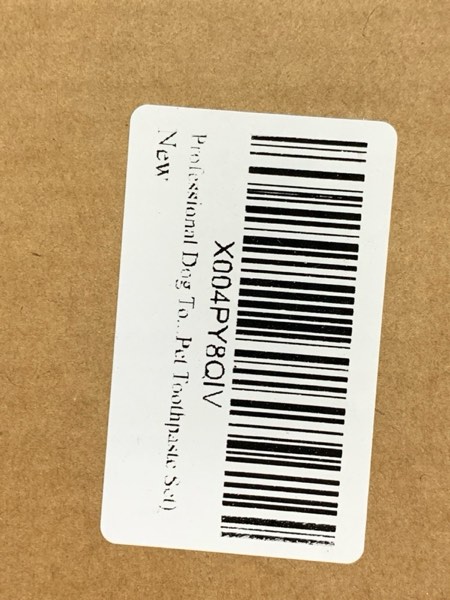 X004PY8QIV
Professional Dog To...Pet Toothpaste Set)
New